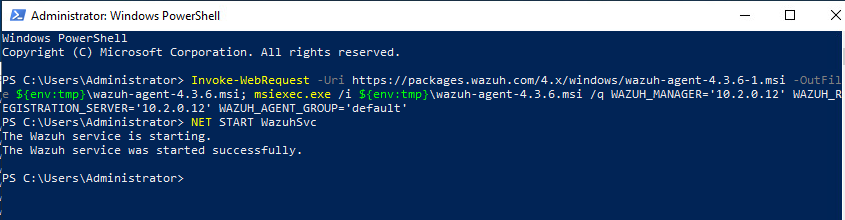 Administrator: Windows PowerShell
Windows PowerShell
Copyright (C) Microsoft Corporation. All rights reserved.
PS C:\Users\Administrator> Invoke-WebRequest -Uri https://packages.wazuh.com/4.x/windows/wazuh-agent-4.3.6-1.msi -OutFil
e ${env:tmp}\wazuh-agent-4.3.6.msi; msiexec.exe /i ${env:tmp}\wazuh-agent-4.3.6.msi /q WAZUH_MANAGER='10.2.0.12' WAZUH_R
EGISTRATION_SERVER='10.2.0.12' WAZUH_AGENT_GROUP='default'
PS C:\Users\Administrator> NET START WazuhSvc
The Wazuh service is starting.
The Wazuh service was started successfully.
PS C:\Users\Administrator>